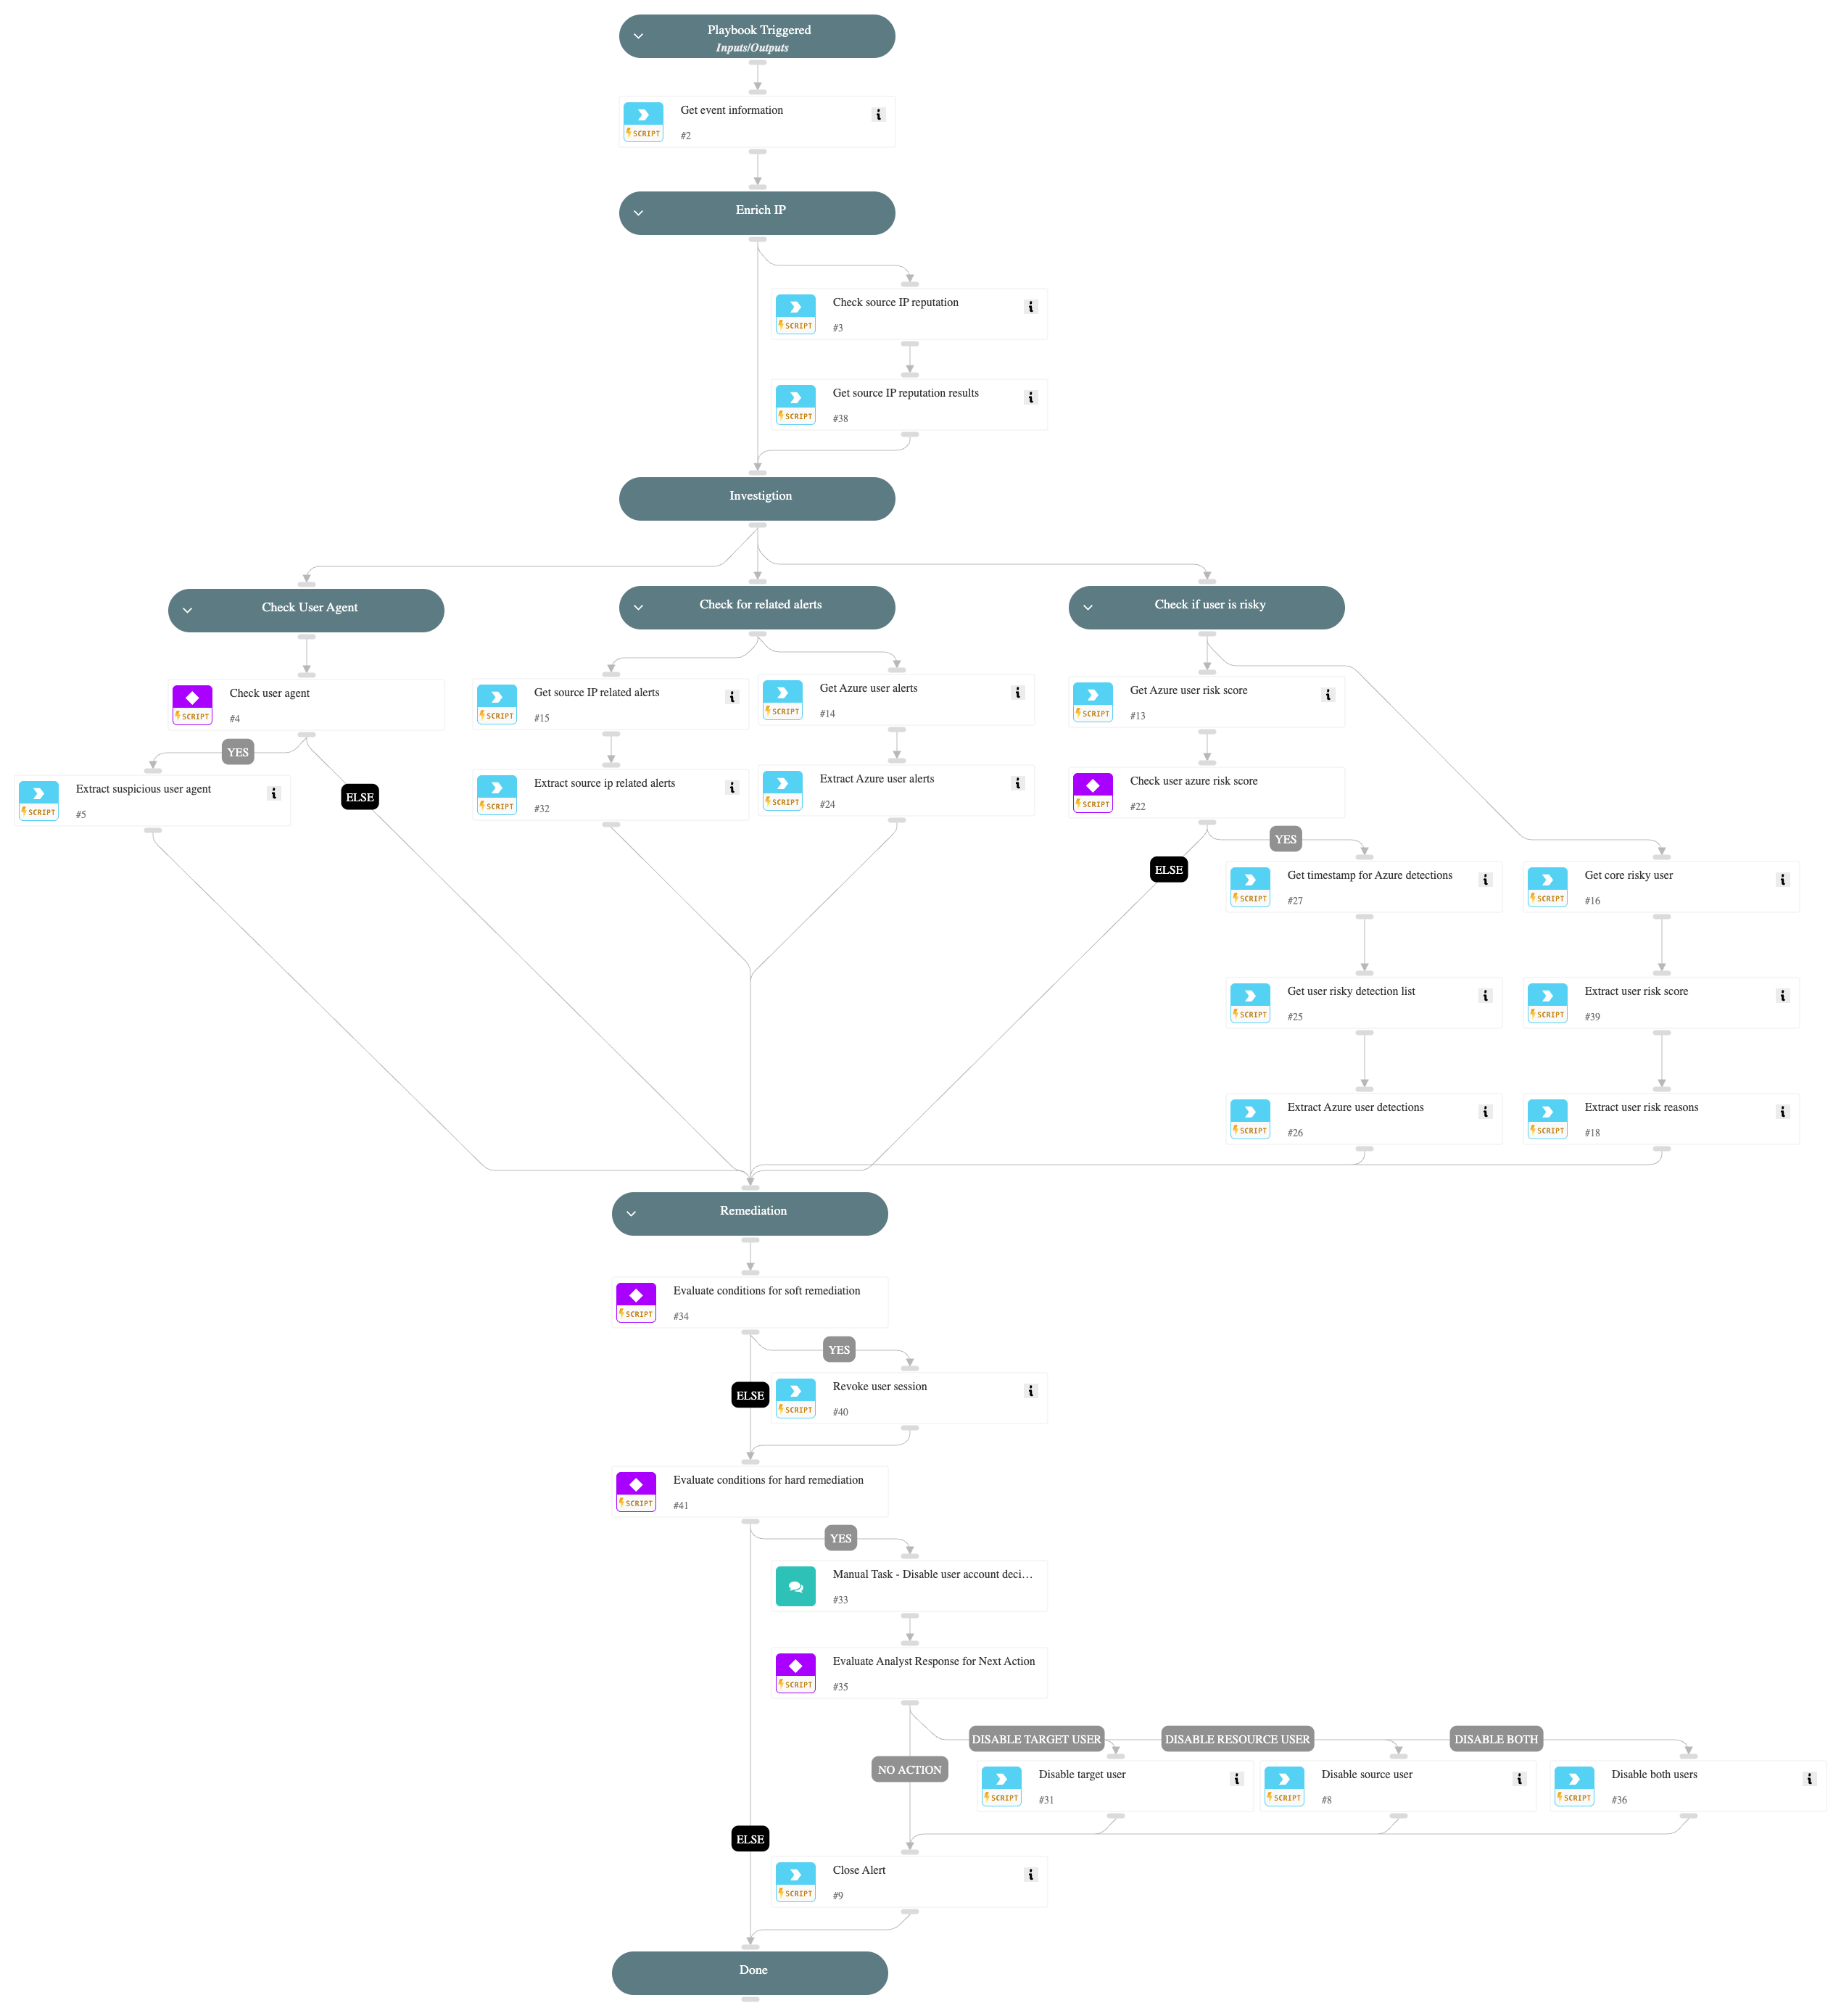 Playbook Triggered
Inputs/Outputs
Get event information
SCRIPT
#2
Enrich IP
Check source IP reputation
SCRIPT
#3
Get source IP reputation results
SCRIPT
#38
Investigtion
Check User Agent
Check for related alerts
Check if user is risky
Check user agent
SCRIPT
#4
Get source IP related alerts
SCRIPT
#15
Get Azure user alerts
SCRIPT
#14
Get Azure user risk score
SCRIPT
#13
YES
ELSE
Extract suspicious user agent
SCRIPT
#5
Extract source ip related alerts
SCRIPT
#32
Extract Azure user alerts
SCRIPT
#24
Check user azure risk score
SCRIPT
#22
YES
ELSE
Get timestamp for Azure detections
SCRIPT
#27
Get core risky user
SCRIPT
#16
Get user risky detection list
SCRIPT
#25
Extract user risk score
SCRIPT
#39
Extract Azure user detections
SCRIPT
#26
Extract user risk reasons
SCRIPT
#18
Remediation
Evaluate conditions for soft remediation
SCRIPT
#34
YES
ELSE
Revoke user session
SCRIPT
#40
Evaluate conditions for hard remediation
SCRIPT
#41
YES
Manual Task - Disable user account deci…
#33
Evaluate Analyst Response for Next Action
SCRIPT
#35
DISABLE TARGET USER
DISABLE RESOURCE USER
DISABLE BOTH
NO ACTION
Disable target user
SCRIPT
#31
Disable source user
SCRIPT
#8
Disable both users
SCRIPT
#36
ELSE
Close Alert
SCRIPT
#9
Done